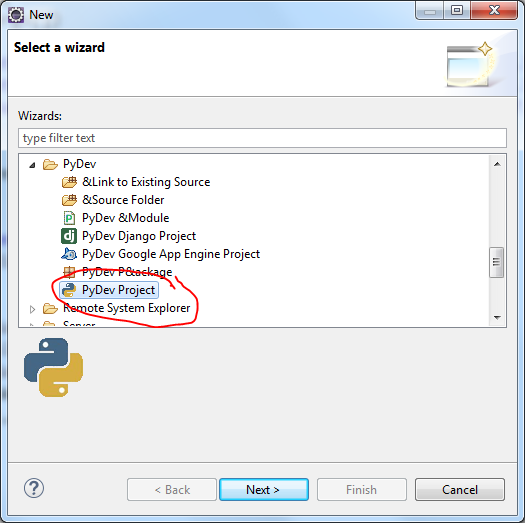 New
Select a wizard
Wizards:
type filter text
PyDev
&Link to Existing Source
&Source Folder
PyDev &Module
PyDev Django Project
PyDev Google App Engine Project
PyDev P&tackage
PyDev Project
Remote System Explorer
Server
< Back
Next >
Finish
Cancel